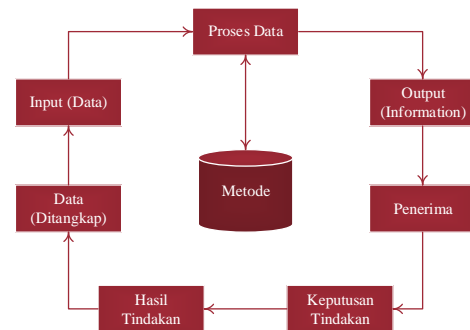 Proses Data
Input (Data)
Output
(Information)
Metode
Data
(Ditangkap)
Penerima
Hasil
Tindakan
Keputusan
Tindakan